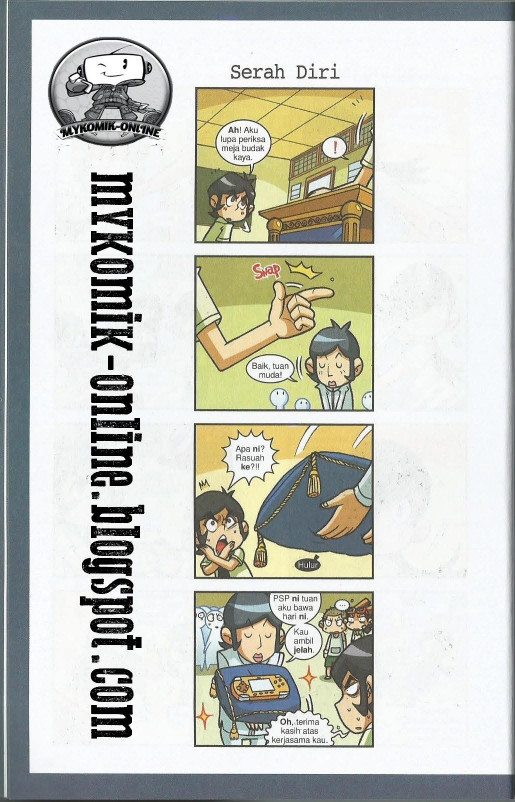 MYKOMIK-ONLINE
mykomik-online.blogspot.com
Serah Diri
Ah! Aku
lupa periksa
meja budak
kaya.
!
Swap
Baik, tuan
muda!
Apa ni?
Rasuah
ke?!!
Hulur
PSP ni tuan
aku bawa
hari ni.
Kau
ambil
jelah.
...
Oh, terima
kasih atas
kerjasama kau.